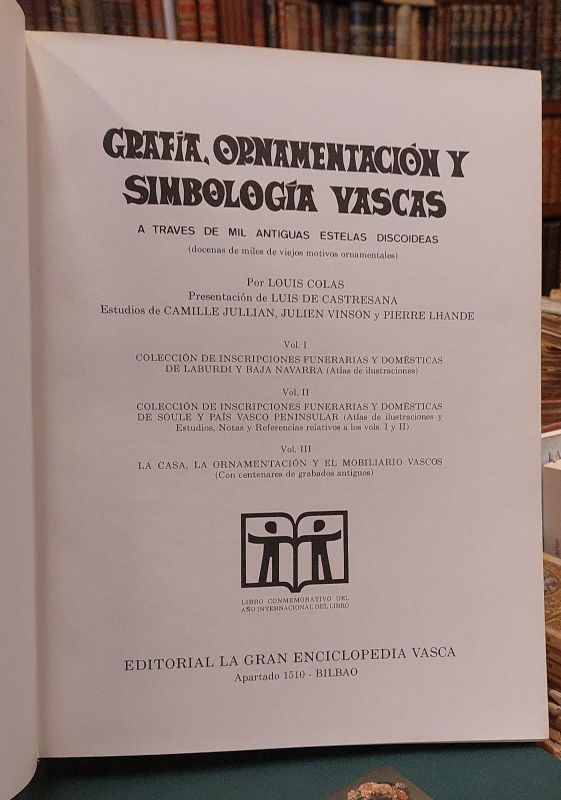 GRAFÍA, ORNAMENTACIÓN Y
SIMBOLOGÍA VASCAS
A TRAVES DE MIL ANTIGUAS ESTELAS DISCOIDEAS
(docenas de miles de viejos motivos ornamentales)
Por LOUIS COLAS
Presentación de LUIS DE CASTRESANA
Estudios de CAMILLE JULLIAN, JULIEN VINSON y PIERRE LHANDE
Vol. I
COLECCIÓN DE INSCRIPCIONES FUNERARIAS Y DOMÉSTICAS
DE LABURDI Y BAJA NAVARRA (Atlas de ilustraciones)
Vol. II
COLECCIÓN DE INSCRIPCIONES FUNERARIAS Y DOMÉSTICAS
DE SOULE Y PAÍS VASCO PENINSULAR (Atlas de ilustraciones y
Estudios, Notas y Referencias relativos a los vols. I y II)
Vol. III
LA CASA, LA ORNAMENTACIÓN Y EL MOBILIARIO VASCOS
(Con centenares de grabados antiguos)
LIBRO CONMEMORATIVO DEL
AÑO INTERNACIONAL DEL LIBRO
EDITORIAL LA GRAN ENCICLOPEDIA VASCA
Apartado 1510 - BILBAO